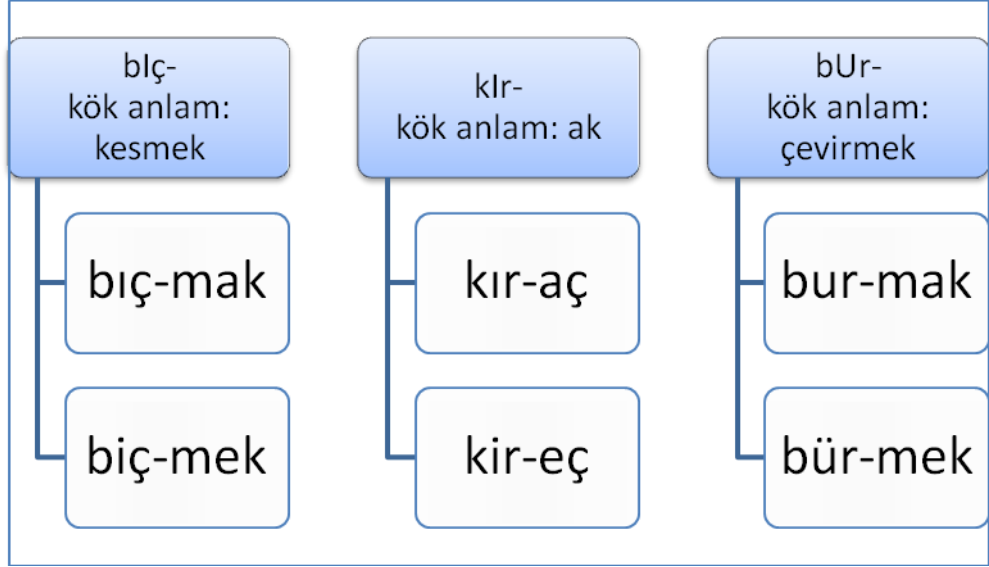 bIç-
kök anlam:
kesmek
bıç-mak
biç-mek
kIr-
kök anlam: ak
kır-aç
kir-eç
bUr-
kök anlam:
çevirmek
bur-mak
bür-mek